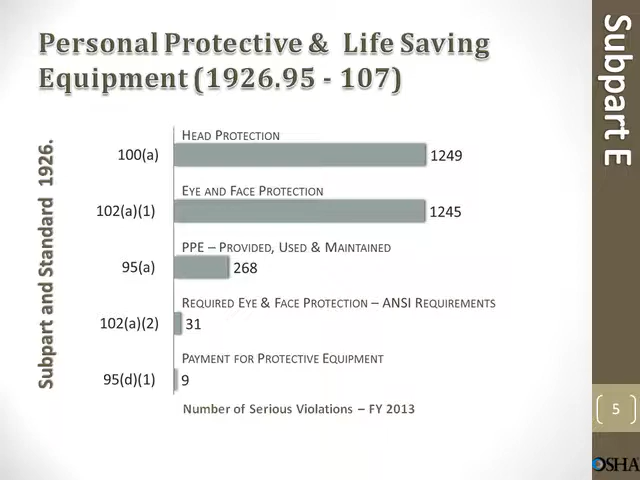 Personal Protective & Life Saving
Equipment (1926.95 - 107)
Subpart E
Subpart and Standard 1926.
HEAD PROTECTION
100(a)
1249
EYE AND FACE PROTECTION
102(a)(1)
1245
PPE – PROVIDED, USED & MAINTAINED
95(a)
268
REQUIRED EYE & FACE PROTECTION – ANSI REQUIREMENTS
102(a)(2)
31
PAYMENT FOR PROTECTIVE EQUIPMENT
95(d)(1)
9
Number of Serious Violations – FY 2013
5
OSHA